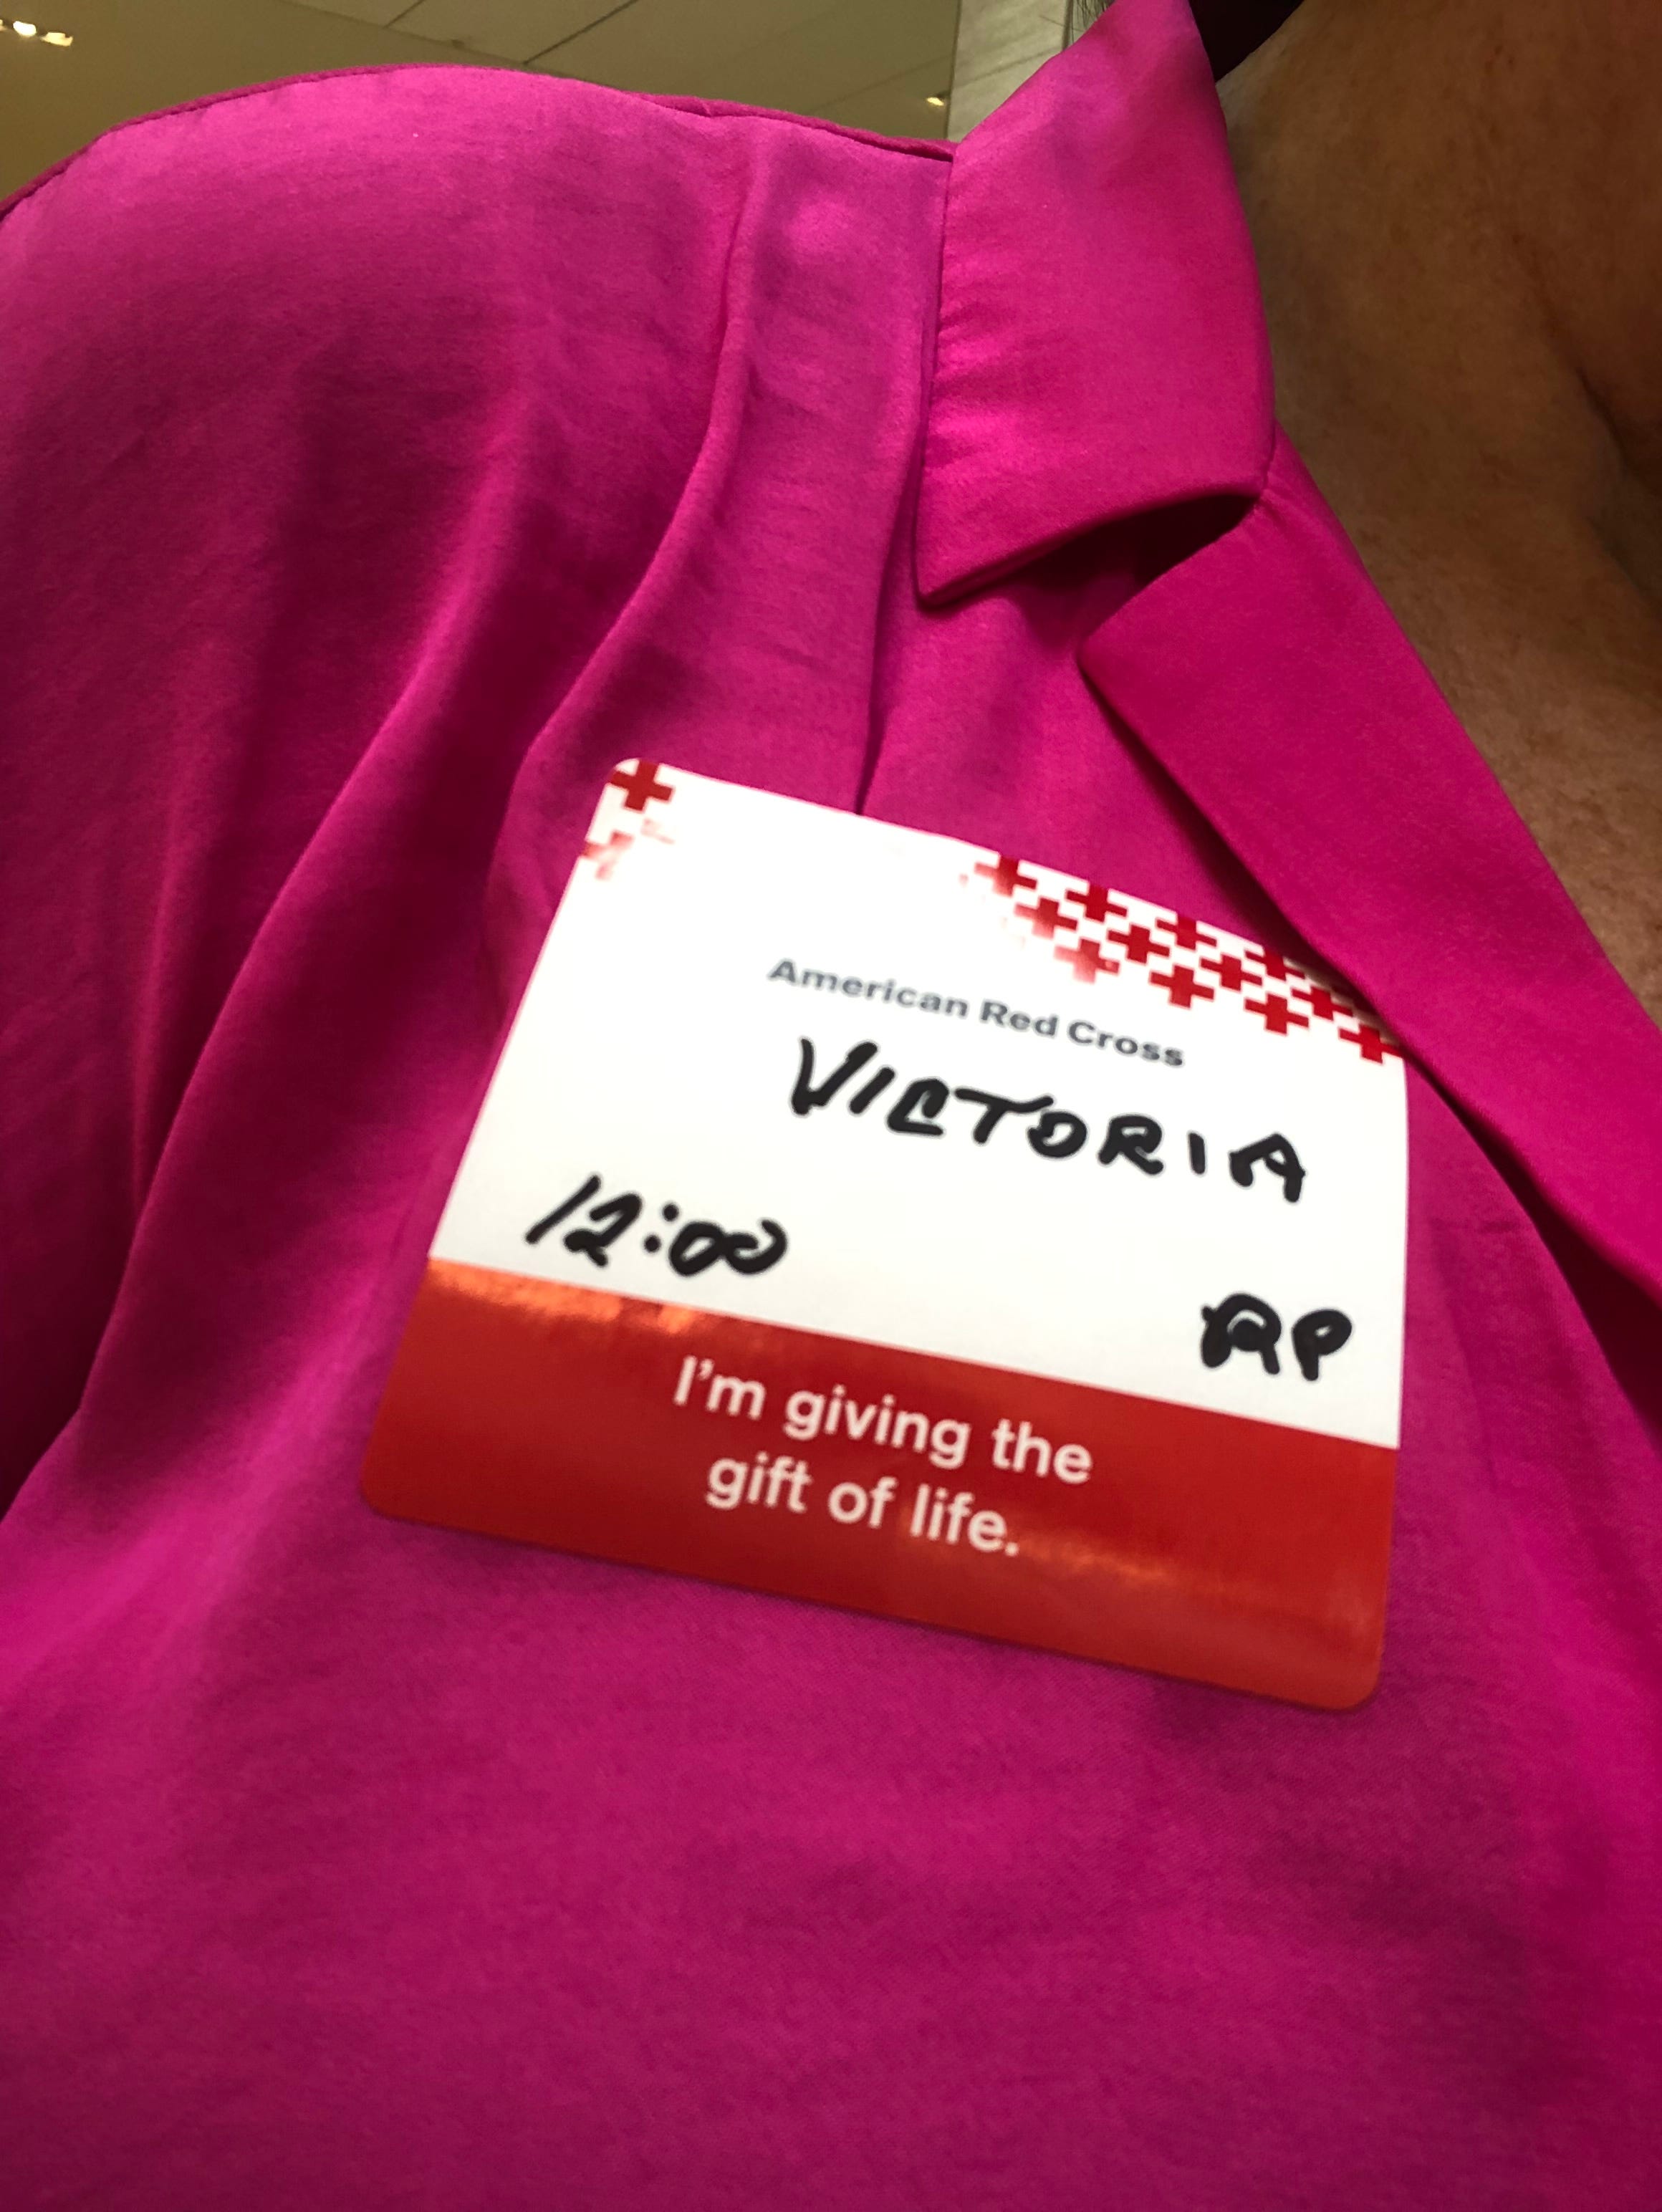 American Red Cross
VICTORIA
12:00
RP
I'm giving the
gift of life.